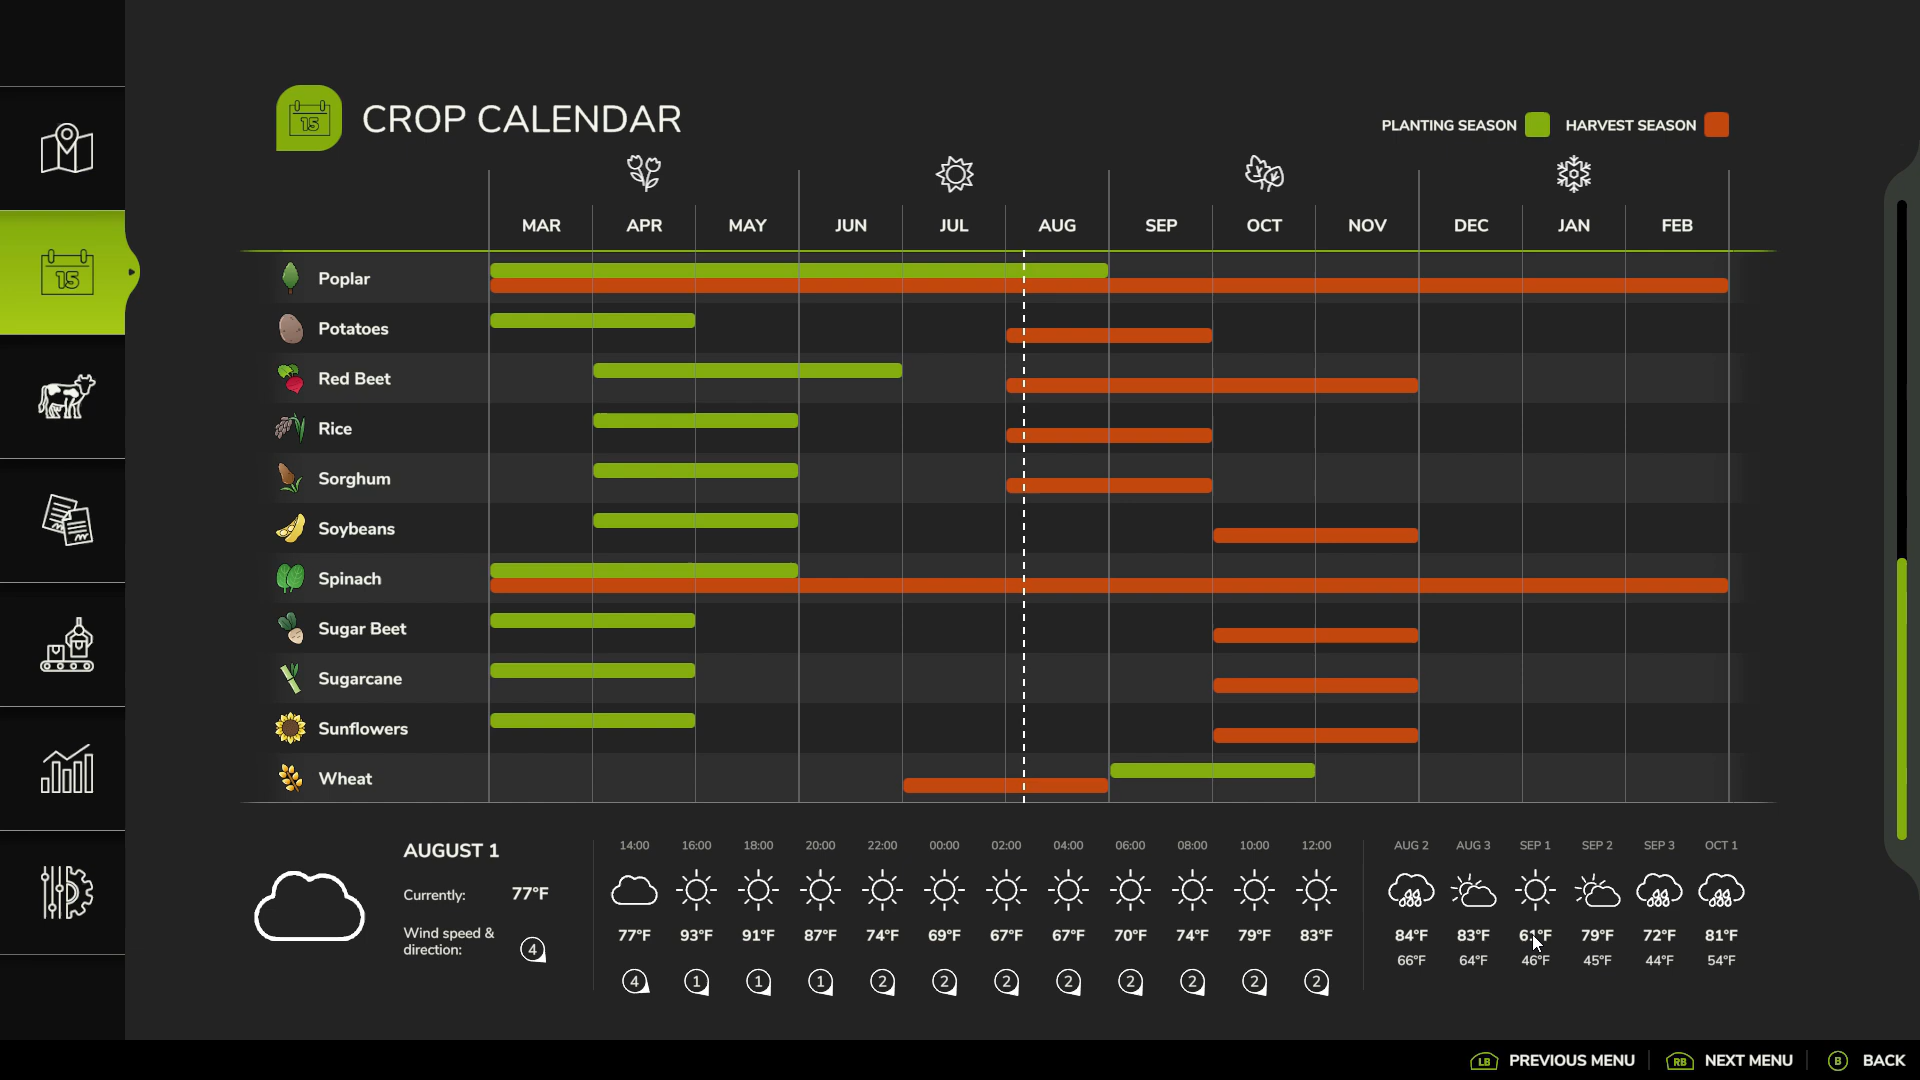 15
CROP CALENDAR
PLANTING SEASON
HARVEST SEASON
MAR APR MAY JUN JUL AUG SEP OCT NOV DEC JAN FEB
15
Poplar
Potatoes
Red Beet
Rice
Sorghum
Soybeans
Spinach
Sugar Beet
Sugarcane
Sunflowers
Wheat
AUGUST 1
Currently: 77°F
Wind speed &
direction: 4
14:00 16:00 18:00 20:00 22:00 00:00 02:00 04:00 06:00 08:00 10:00 12:00
77°F 93°F 91°F 87°F 74°F 69°F 67°F 67°F 70°F 74°F 79°F 83°F
4 1 1 1 2 2 2 2 2 2 2 2
AUG 2 AUG 3 SEP 1 SEP 2 SEP 3 OCT 1
84°F 83°F 61°F 79°F 72°F 81°F
66°F 64°F 46°F 45°F 44°F 54°F
LB PREVIOUS MENU RB NEXT MENU B BACK